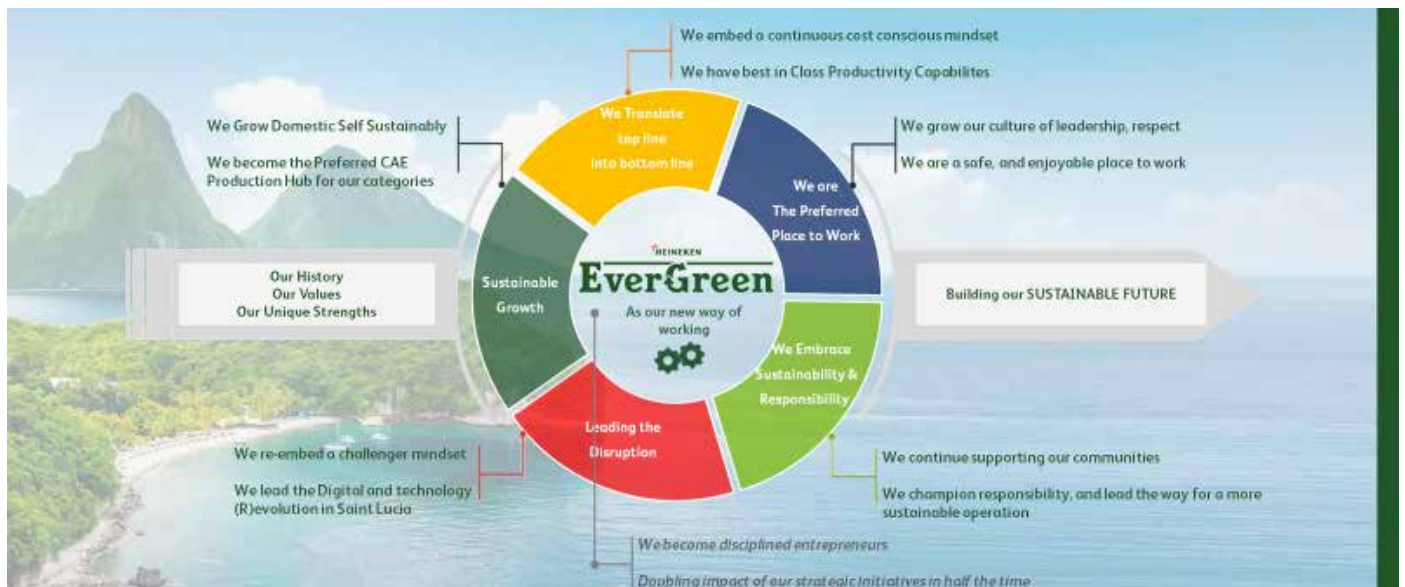 We embed a continuous cost conscious mindset
We have best in Class Productivity Capabilites
We Grow Domestic Self Sustainably
We become the Preferred CAE
Production Hub for our categories
We Translate
top line
Into bottom line
We grow our culture of leadership, respect
We are a safe, and enjoyable place to work
We are
The Preferred
Place to Work
Our History
Our Values
Our Unique Strengths
Sustainable
Growth
HEINEKEN
EverGreen
As our new way of
working
Building our SUSTAINABLE FUTURE
We Embrace
Sustainability &
Responsibility
Leading the
Disruption
We re-embed a challenger mindset
We lead the Digital and technology
(R)evolution in Saint Lucia
We continue supporting our communities
We champion responsibility, and lead the way for a more
sustainable operation
We become disciplined entrepreneurs
Doubling impact of our strategic initiatives in half the time